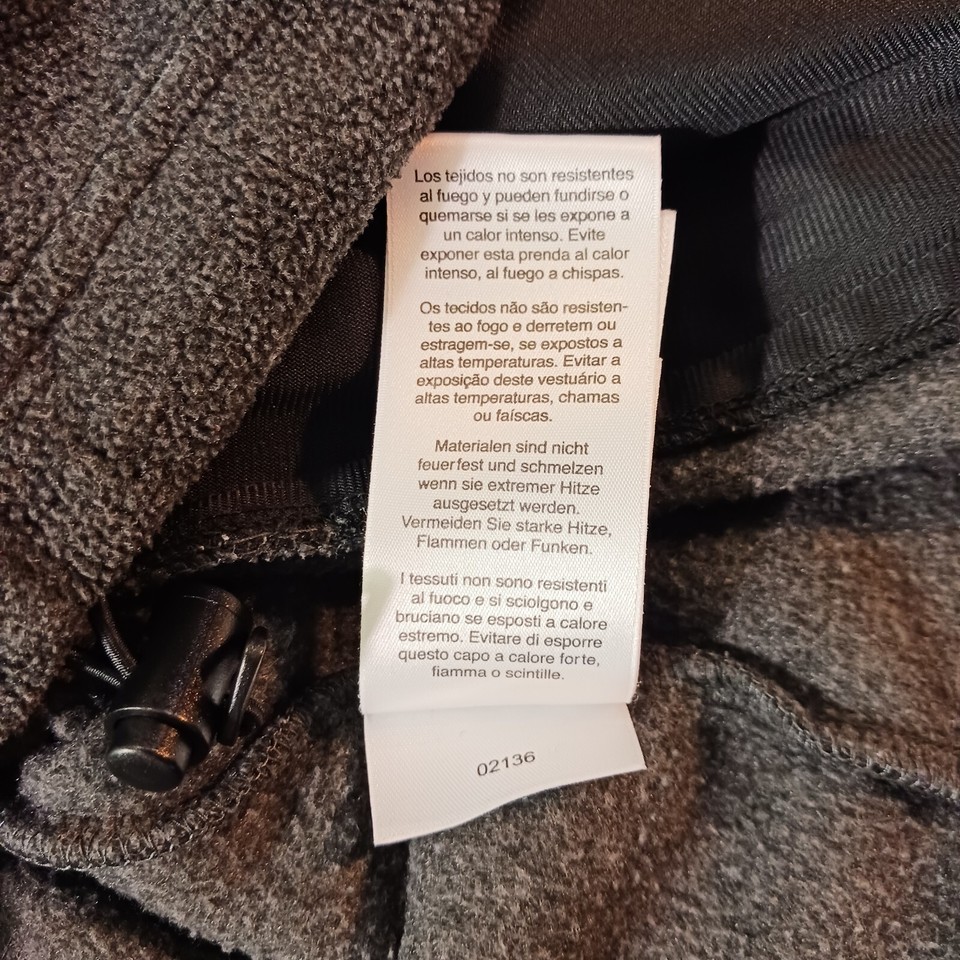 Los tejidos no son resistentes
al fuego y pueden fundirse o
quemarse si se les expone a
un calor intenso. Evite
exponer esta prenda al calor
intenso, al fuego a chispas.
Os tecidos não são resisten-
tes ao fogo e derretem ou
estragem-se, se expostos a
altas temperaturas. Evitar a
exposição deste vestuário a
altas temperaturas, chamas
ou faíscas.
Materialen sind nicht
feuerfest und schmelzen
wenn sie extremer Hitze
ausgesetzt werden.
Vermeiden Sie starke Hitze,
Flammen oder Funken.
I tessuti non sono resistenti
al fuoco e si sciolgono e
bruciano se esposti a calore
estremo. Evitare di esporre
questo capo a calore forte,
fiamma o scintille.
02136